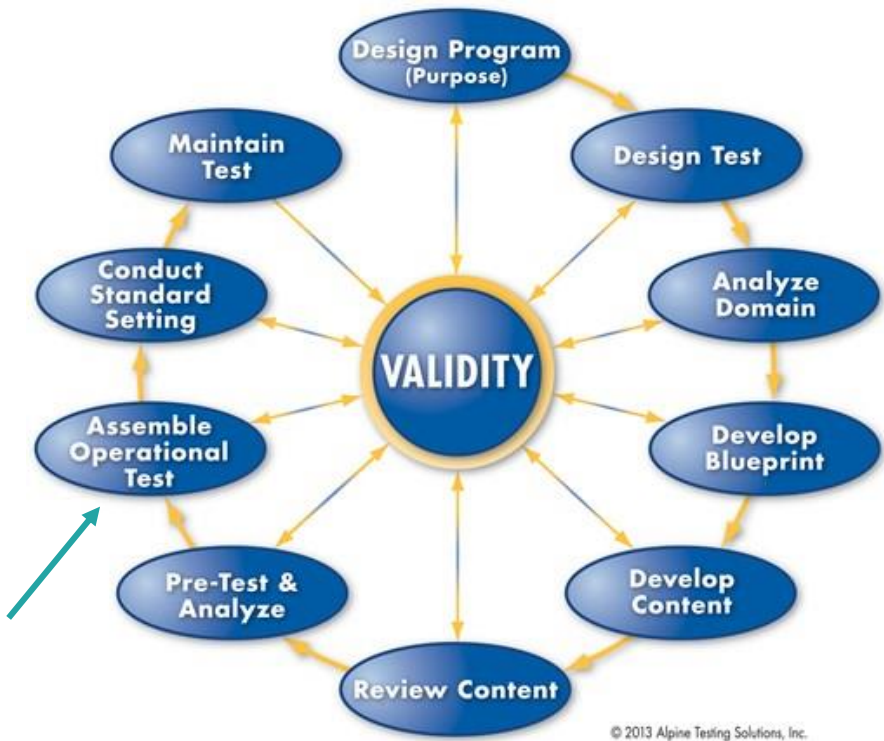 Design Program
(Purpose)
Design Test
Analyze
Domain
Develop
Blueprint
Develop
Content
Review Content
Pre-Test &
Analyze
Assemble
Operational
Test
Conduct
Standard
Setting
Maintain
Test
VALIDITY
© 2013 Alpine Testing Solutions, Inc.